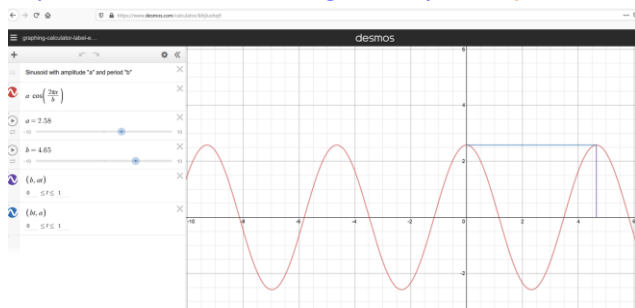 https://www.desmos.com/calculator/
graphing-calculator-label-e...
desmos
Sinusoid with amplitude "a" and period "b"
a cos(2πx/b)
a = 2.58
-10
10
b = 4.65
-10
10
(b, at)
0 ≤ t ≤ 1
(bt, a)
0 ≤ t ≤ 1
6
4
2
-2
-10
-8
-6
-4
-2
0
2
4
6